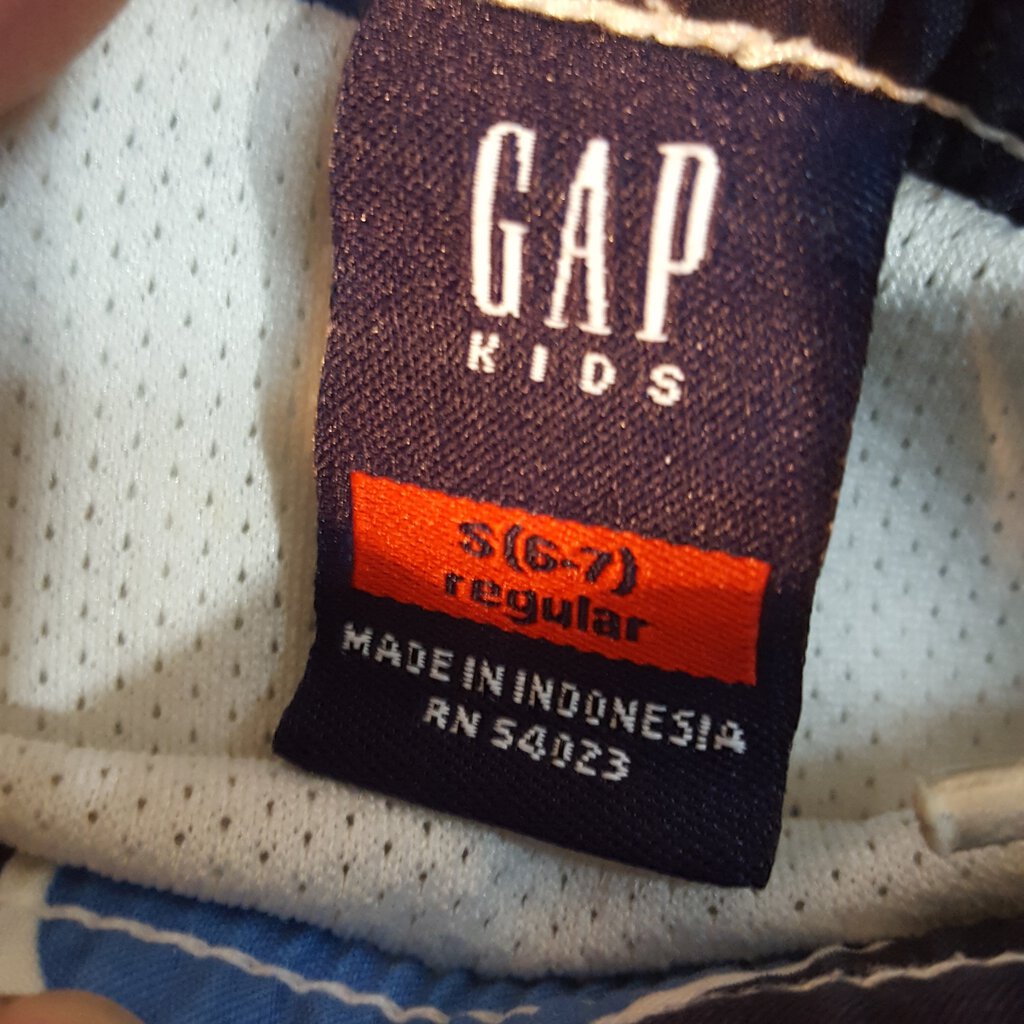 GAP
KIDS
S (6-7)
regular
MADE IN INDONESIA
RN 54023